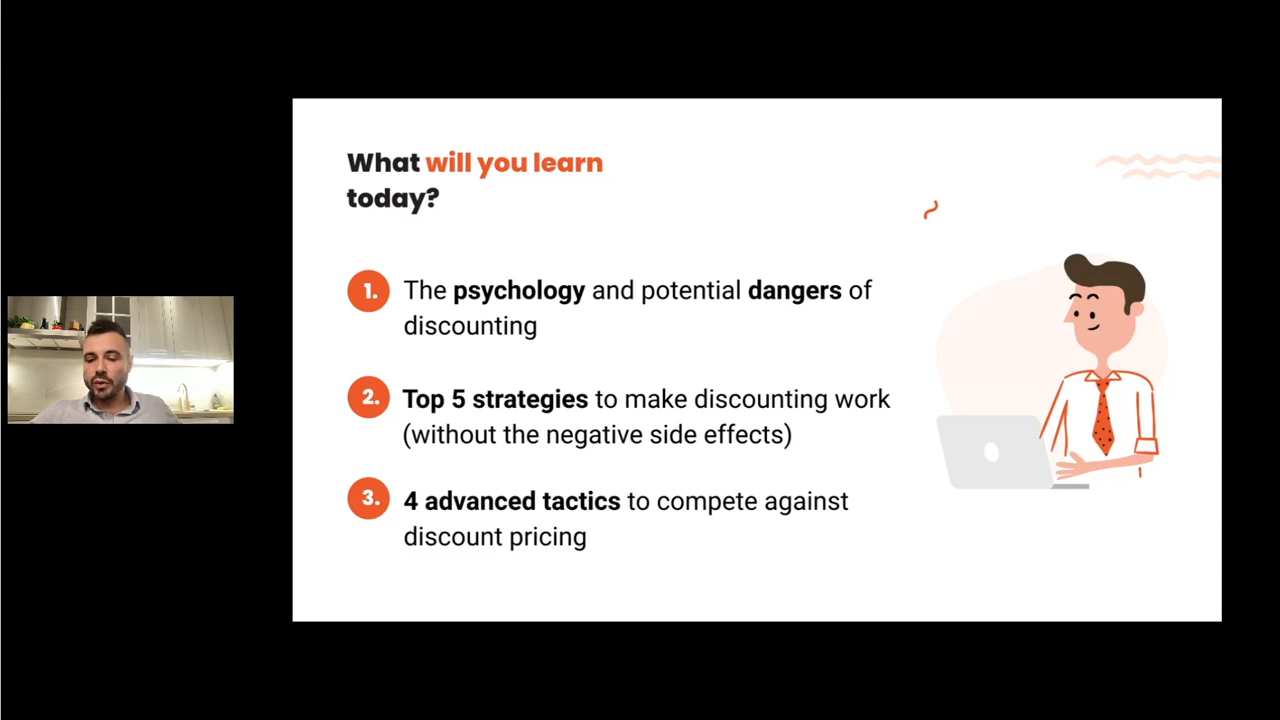 What will you learn
today?
1. The psychology and potential dangers of
discounting
2. Top 5 strategies to make discounting work
(without the negative side effects)
3. 4 advanced tactics to compete against
discount pricing